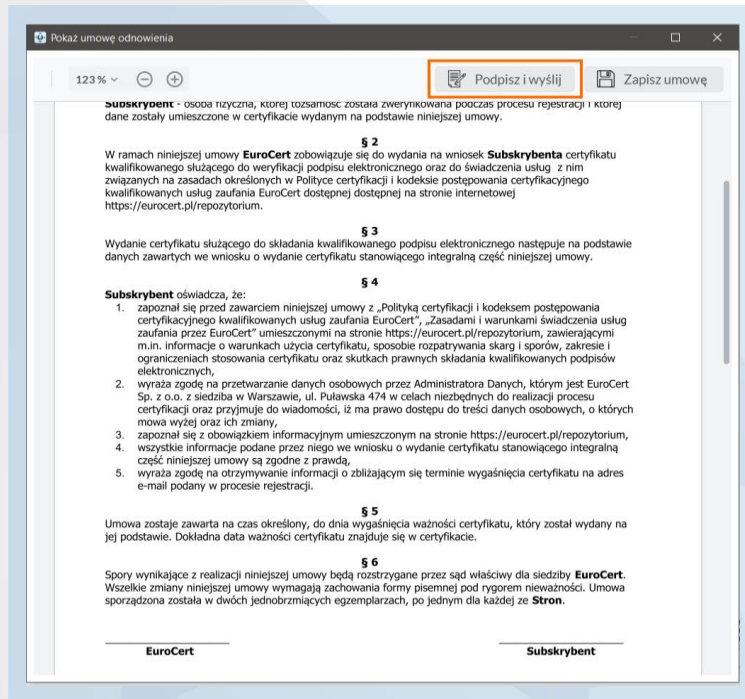 Pokaż umowę odnowienia
123 %
Podpisz i wyślij
Zapisz umowę
Subskrybent - osoba fizyczna, której tożsamość została zweryfikowana podczas procesu rejestracji i której
dane zostały umieszczone w certyfikacie wydanym na podstawie niniejszej umowy.
§ 2
W ramach niniejszej umowy EuroCert zobowiązuje się do wydania na wniosek Subskrybenta certyfikatu
kwalifikowanego służącego do weryfikacji podpisu elektronicznego oraz do świadczenia usług z nim
związanych na zasadach określonych w Polityce certyfikacji i kodeksie postępowania certyfikacyjnego
kwalifikowanych usług zaufania EuroCert dostępnej dostępnej na stronie internetowej
https://eurocert.pl/repozytorium.
§ 3
Wydanie certyfikatu służącego do składania kwalifikowanego podpisu elektronicznego następuje na podstawie
danych zawartych we wniosku o wydanie certyfikatu stanowiącego integralną część niniejszej umowy.
§ 4
Subskrybent oświadcza, że:
1. zapoznał się przed zawarciem niniejszej umowy z „Polityką certyfikacji i kodeksem postępowania
certyfikacyjnego kwalifikowanych usług zaufania EuroCert", „Zasadami i warunkami świadczenia usług
zaufania przez EuroCert" umieszczonymi na stronie https://eurocert.pl/repozytorium, zawierającymi
m.in. informacje o warunkach użycia certyfikatu, sposobie rozpatrywania skarg i sporów, zakresie i
ograniczeniach stosowania certyfikatu oraz skutkach prawnych składania kwalifikowanych podpisów
elektronicznych,
2. wyraża zgodę na przetwarzanie danych osobowych przez Administratora Danych, którym jest EuroCert
Sp. z o.o. z siedziba w Warszawie, ul. Puławska 474 w celach niezbędnych do realizacji procesu
certyfikacji oraz przyjmuje do wiadomości, iż ma prawo dostępu do treści danych osobowych, o których
mowa wyżej oraz ich zmiany,
3. zapoznał się z obowiązkiem informacyjnym umieszczonym na stronie https://eurocert.pl/repozytorium,
4. wszystkie informacje podane przez niego we wniosku o wydanie certyfikatu stanowiącego integralną
część niniejszej umowy są zgodne z prawdą,
5. wyraża zgodę na otrzymywanie informacji o zbliżającym się terminie wygaśnięcia certyfikatu na adres
e-mail podany w procesie rejestracji.
§ 5
Umowa zostaje zawarta na czas określony, do dnia wygaśnięcia ważności certyfikatu, który został wydany na
jej podstawie. Dokładna data ważności certyfikatu znajduje się w certyfikacie.
§ 6
Spory wynikające z realizacji niniejszej umowy będą rozstrzygane przez sąd właściwy dla siedziby EuroCert.
Wszelkie zmiany niniejszej umowy wymagają zachowania formy pisemnej pod rygorem nieważności. Umowa
sporządzona została w dwóch jednobrzmiących egzemplarzach, po jednym dla każdej ze Stron.
EuroCert
Subskrybent